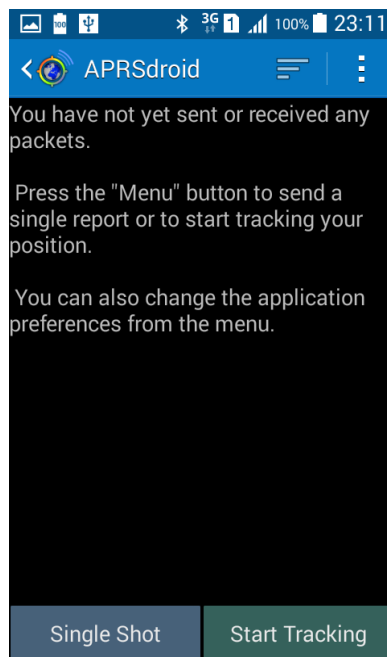 100 3G 1 100% 23:11
APRSdroid
You have not yet sent or received any
packets.
Press the "Menu" button to send a
single report or to start tracking your
position.
You can also change the application
preferences from the menu.
Single Shot Start Tracking